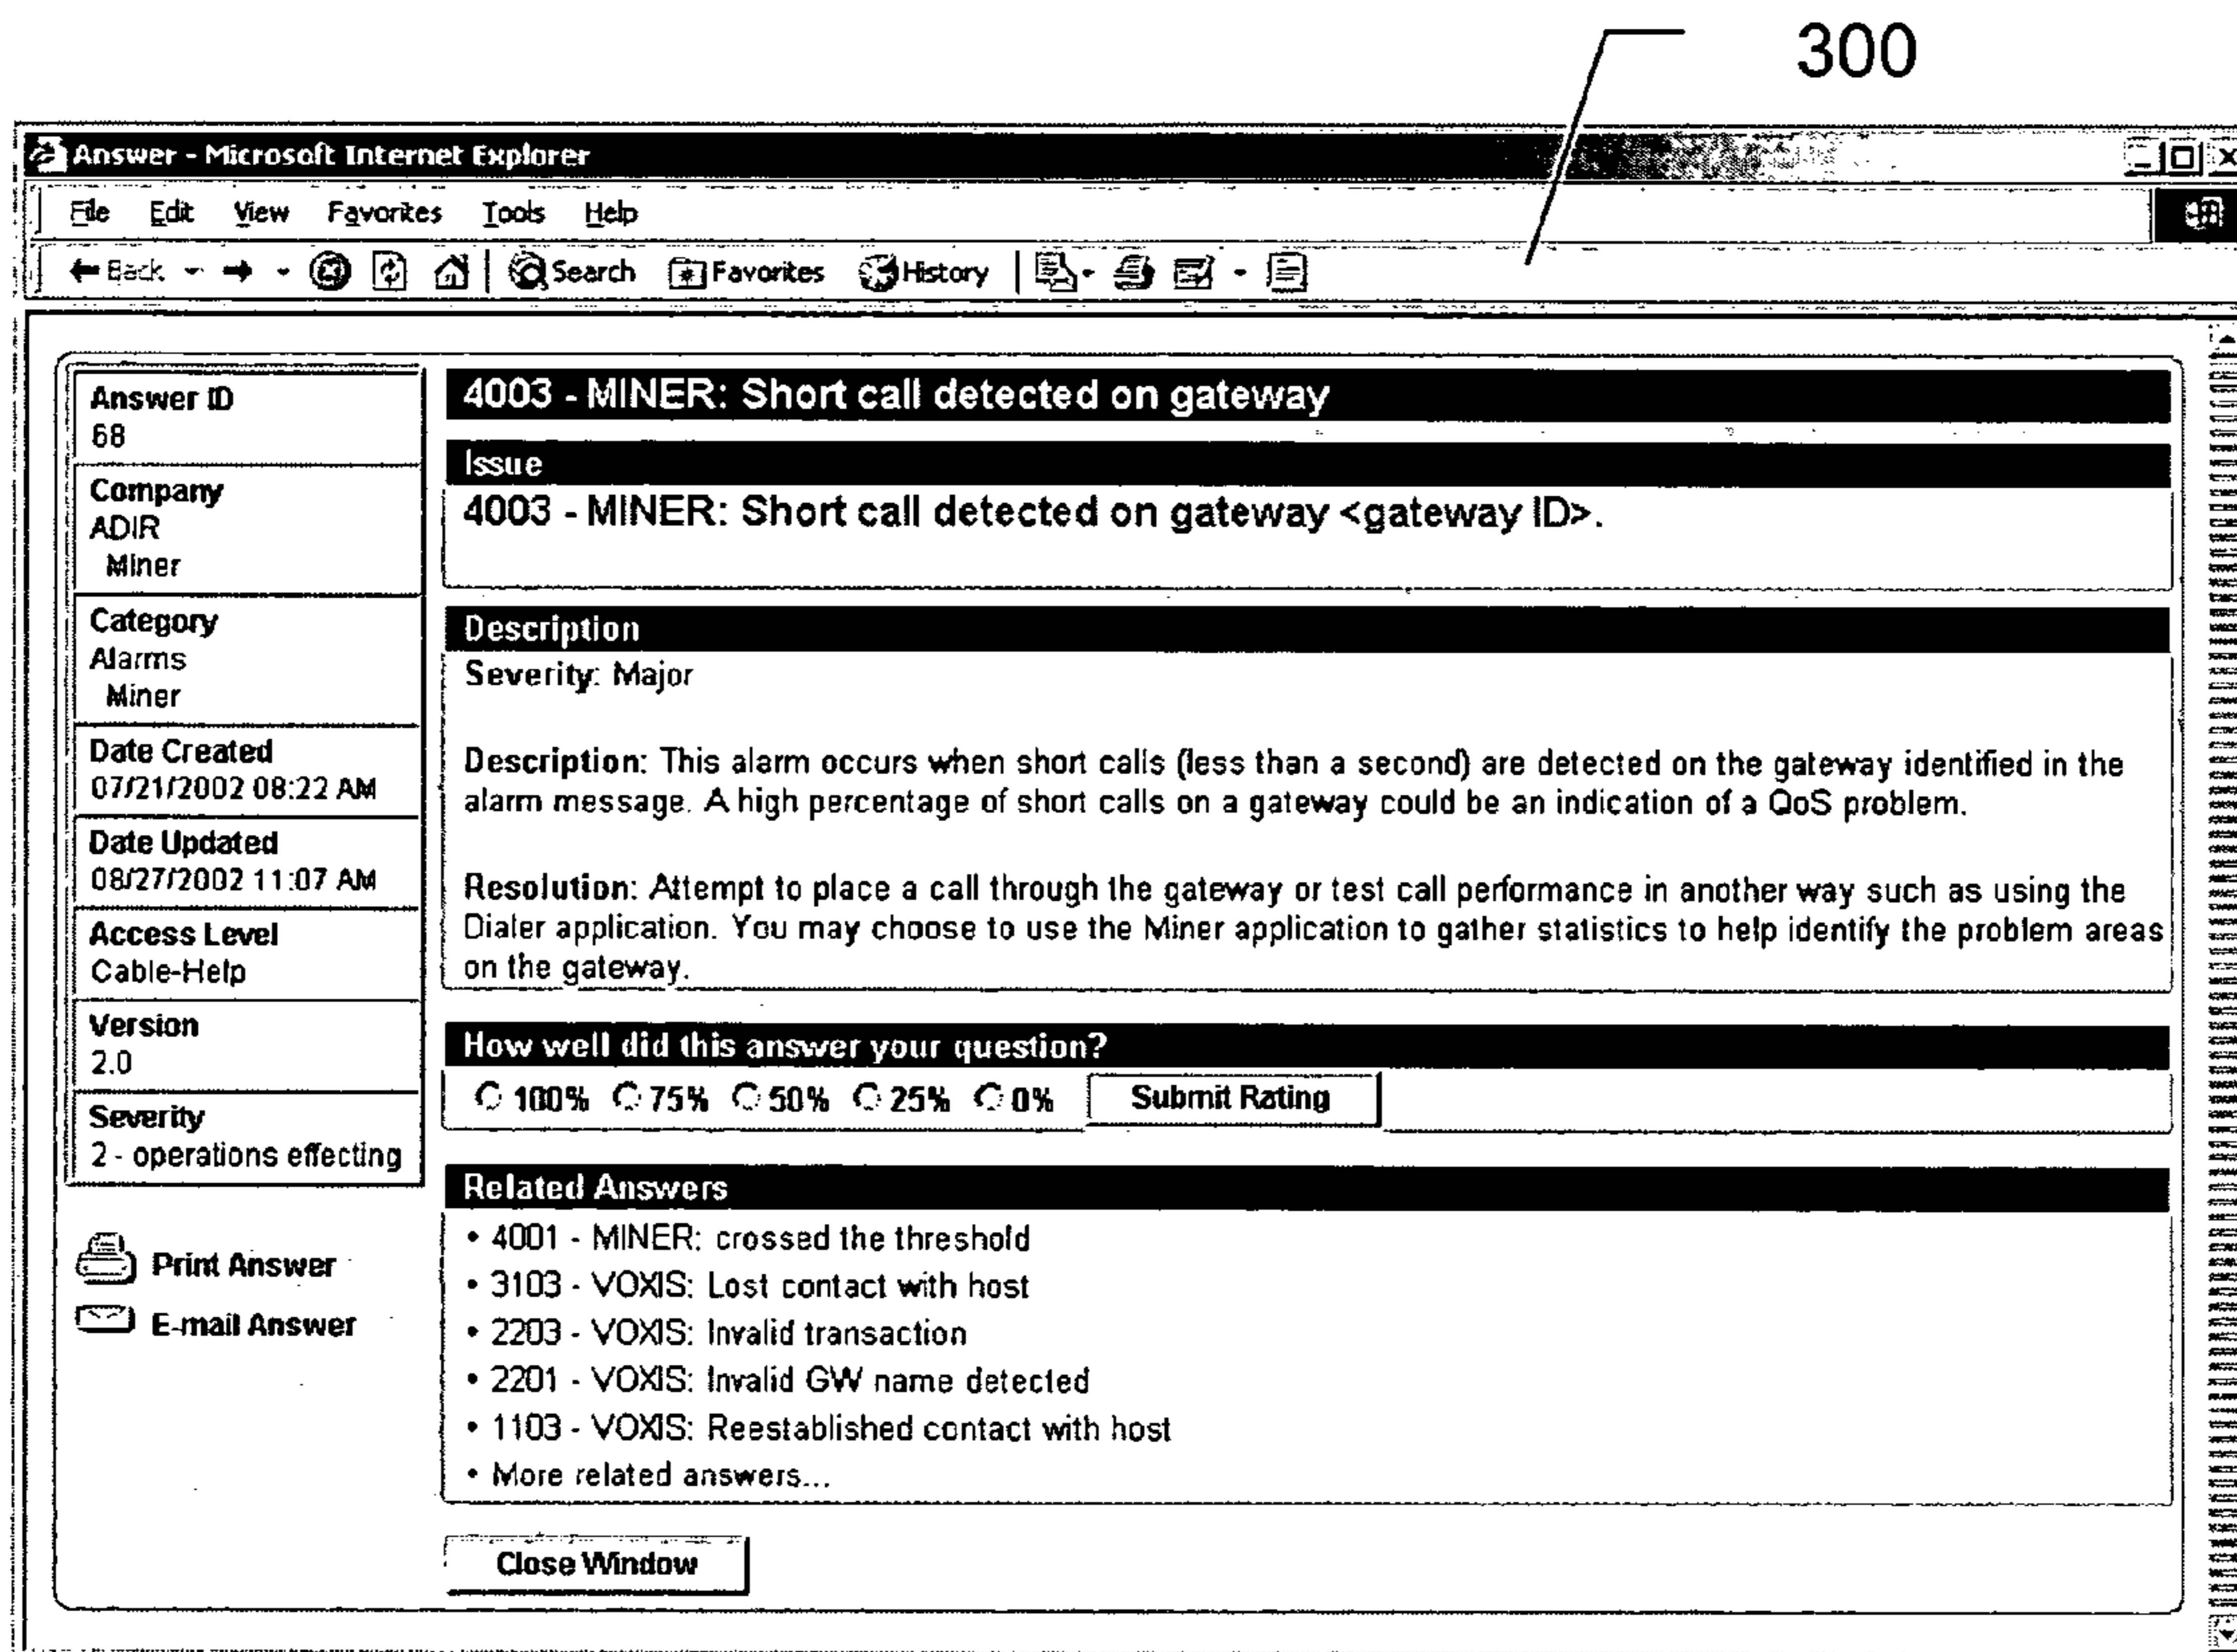 300
Answer - Microsoft Internet Explorer
File Edit View Favorites Tools Help
Back Search Favorites History
Answer ID
68
Company
ADIR
Miner
Category
Alarms
Miner
Date Created
07/21/2002 08:22 AM
Date Updated
08/27/2002 11:07 AM
Access Level
Cable-Help
Version
2.0
Severity
2 - operations effecting
Print Answer
E-mail Answer
4003 - MINER: Short call detected on gateway
Issue
4003 - MINER: Short call detected on gateway <gateway ID>.
Description
Severity: Major
Description: This alarm occurs when short calls (less than a second) are detected on the gateway identified in the
alarm message. A high percentage of short calls on a gateway could be an indication of a QoS problem.
Resolution: Attempt to place a call through the gateway or test call performance in another way such as using the
Dialer application. You may choose to use the Miner application to gather statistics to help identify the problem areas
on the gateway.
How well did this answer your question?
100% 75% 50% 25% 0% Submit Rating
Related Answers
• 4001 - MINER: crossed the threshold
• 3103 - VOXIS: Lost contact with host
• 2203 - VOXIS: Invalid transaction
• 2201 - VOXIS: Invalid GW name detected
• 1103 - VOXIS: Reestablished contact with host
• More related answers...
Close Window